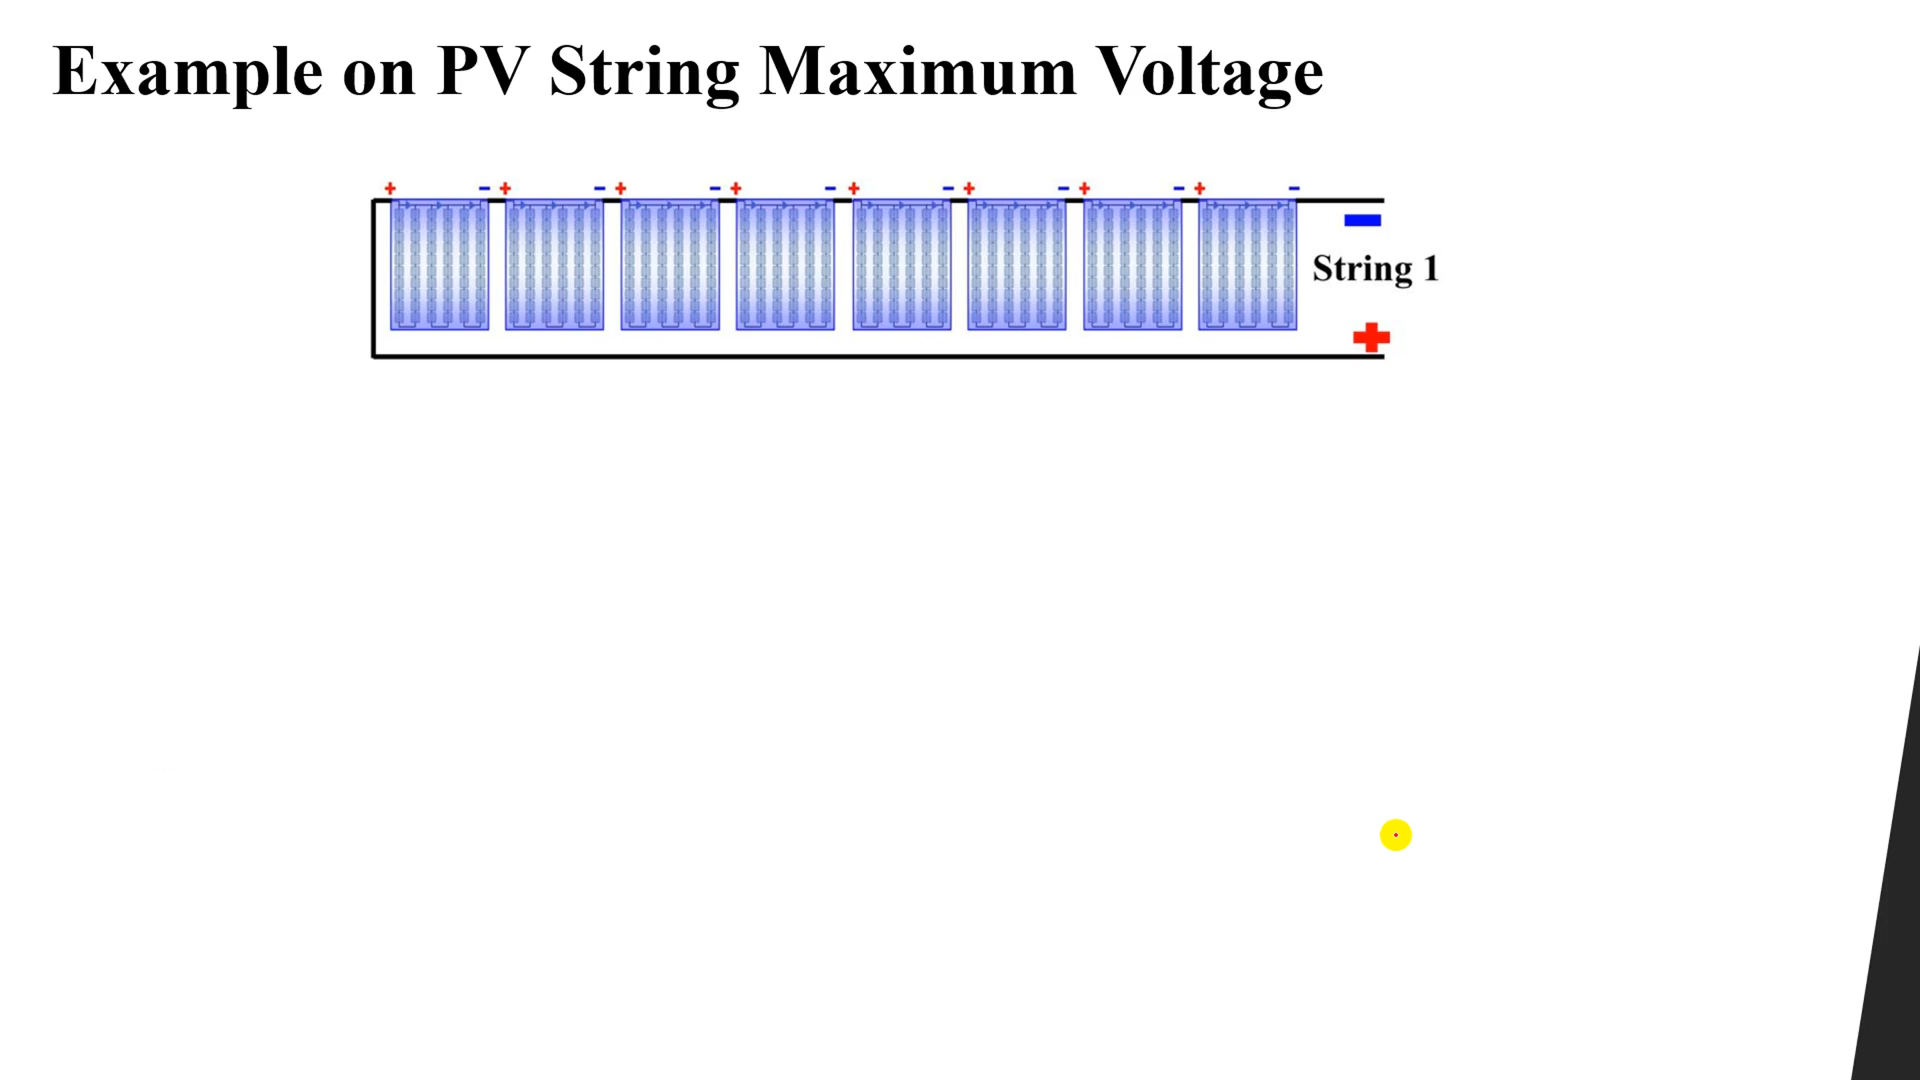 Example on PV String Maximum Voltage
+ − + − + − + − + − + − + − + −
−
String 1
+